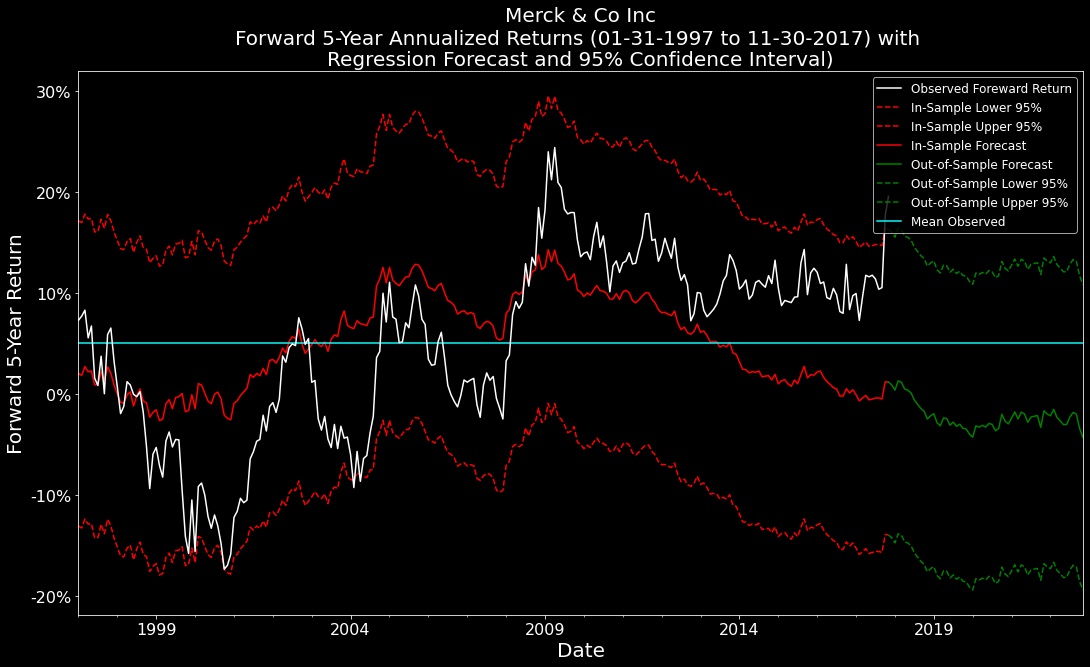 Merck & Co Inc
Forward 5-Year Annualized Returns (01-31-1997 to 11-30-2017) with
Regression Forecast and 95% Confidence Interval)
Forward 5-Year Return
30%
20%
10%
0%
-10%
-20%
Observed Foreward Return
In-Sample Lower 95%
In-Sample Upper 95%
In-Sample Forecast
Out-of-Sample Forecast
Out-of-Sample Lower 95%
Out-of-Sample Upper 95%
Mean Observed
1999
2004
2009
2014
2019
Date